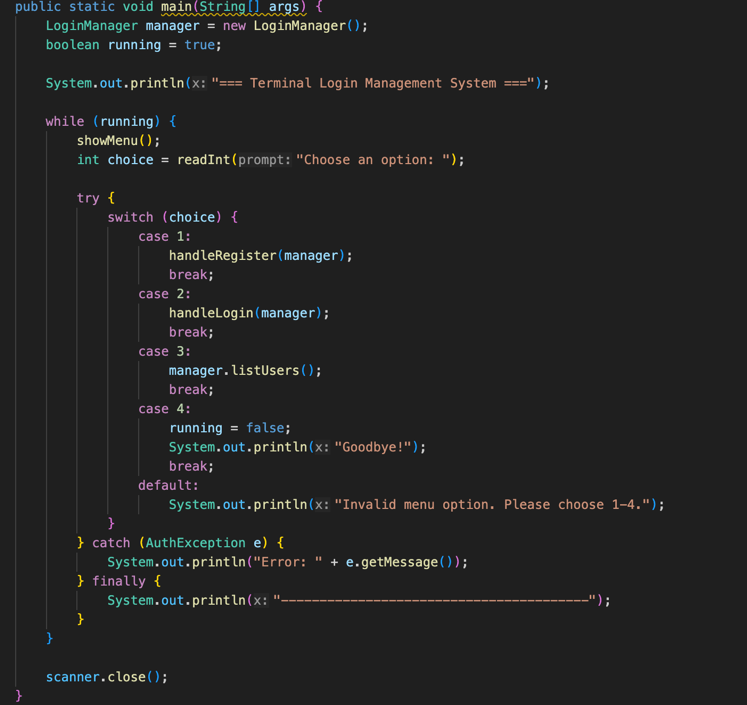 public static void main(String[] args) {
    LoginManager manager = new LoginManager();
    boolean running = true;

    System.out.println(x: "=== Terminal Login Management System ===");

    while (running) {
        showMenu();
        int choice = readInt(prompt: "Choose an option: ");

        try {
            switch (choice) {
                case 1:
                    handleRegister(manager);
                    break;
                case 2:
                    handleLogin(manager);
                    break;
                case 3:
                    manager.listUsers();
                    break;
                case 4:
                    running = false;
                    System.out.println(x: "Goodbye!");
                    break;
                default:
                    System.out.println(x: "Invalid menu option. Please choose 1-4.");
            }
        } catch (AuthException e) {
            System.out.println("Error: " + e.getMessage());
        } finally {
            System.out.println(x: "----------------------------------------");
        }
    }

    scanner.close();
}